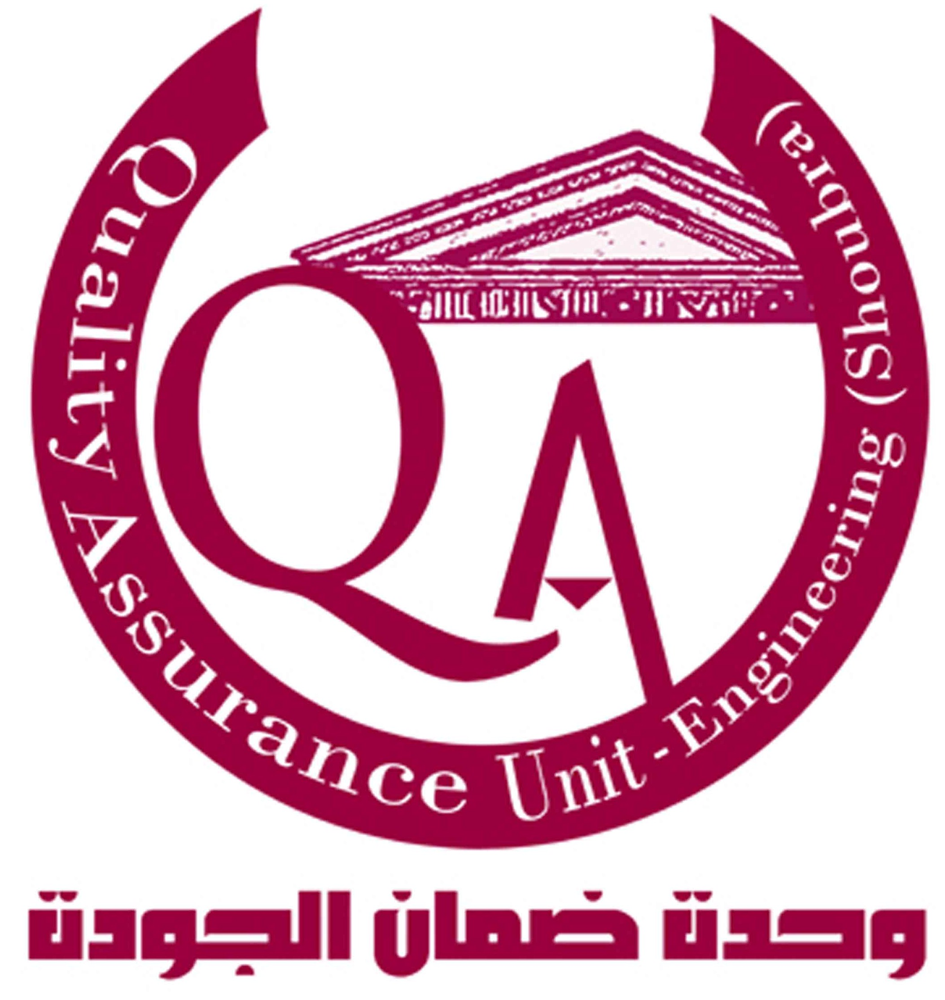 Quality Assurance Unit - Engineering (Shoubra)
QA
وحدة ضمان الجودة